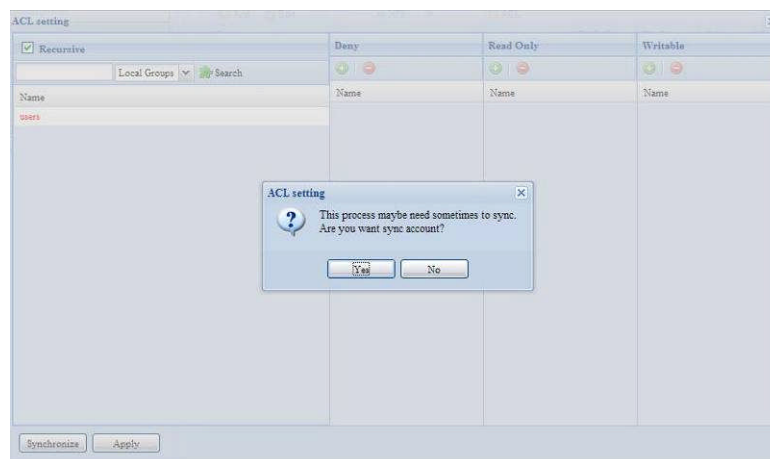 ACL setting
Recursive
Deny
Read Only
Writable
Local Groups
Search
Name
Name
Name
Name
users
ACL setting
This process maybe need sometimes to sync.
Are you want sync account?
Yes
No
Synchronize
Apply